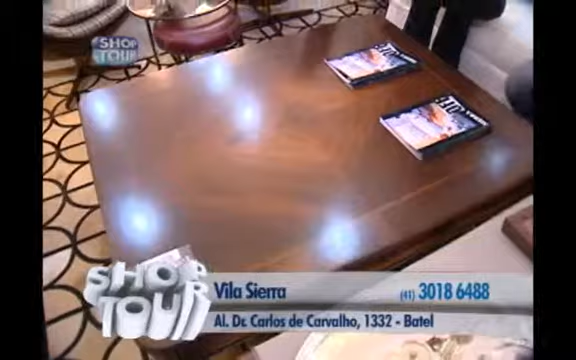 SHOP
TOUR
SHOP
TOUR
Vila Sierra
(41) 3018 6488
Al. Dr. Carlos de Carvalho, 1332 - Batel